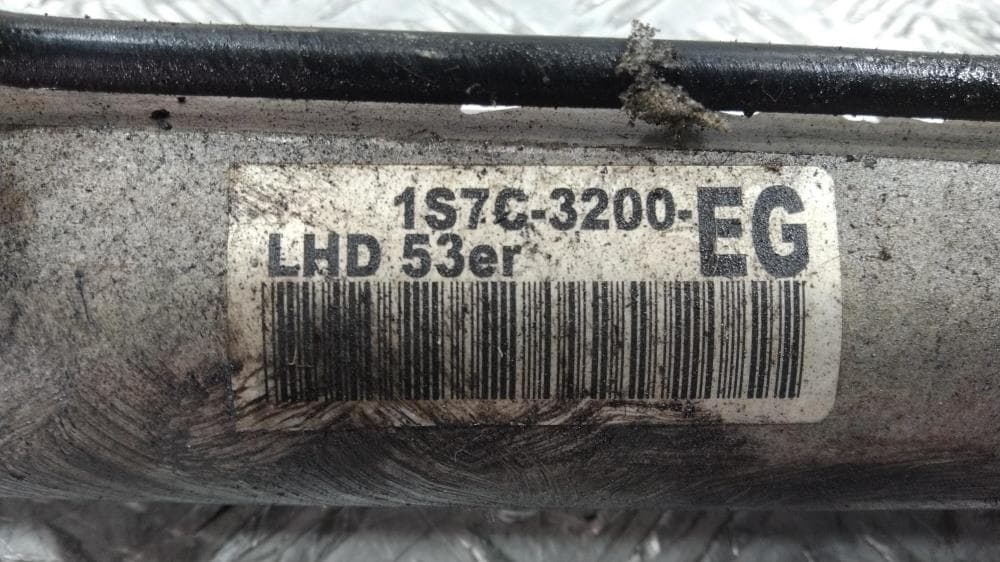 1S7C-3200-EG
LHD 53er